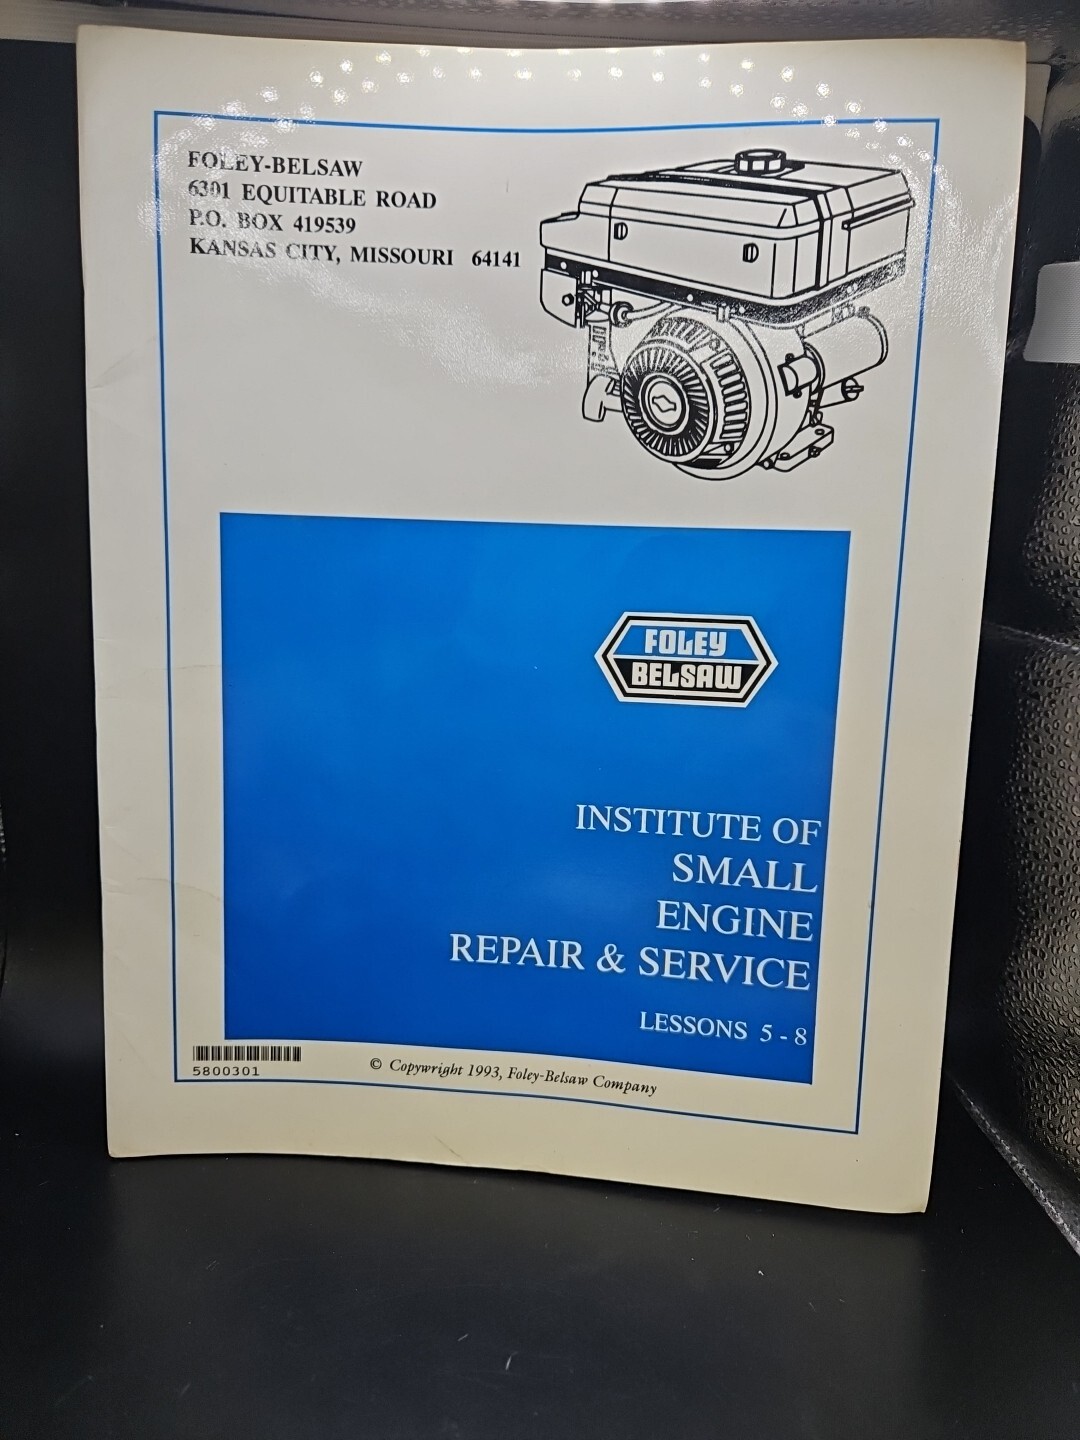 FOLEY-BELSAW
6301 EQUITABLE ROAD
P.O. BOX 419539
KANSAS CITY, MISSOURI 64141
FOLEY
BELSAW
INSTITUTE OF
SMALL
ENGINE
REPAIR & SERVICE
LESSONS 5 - 8
5800301
© Copywright 1993, Foley-Belsaw Company